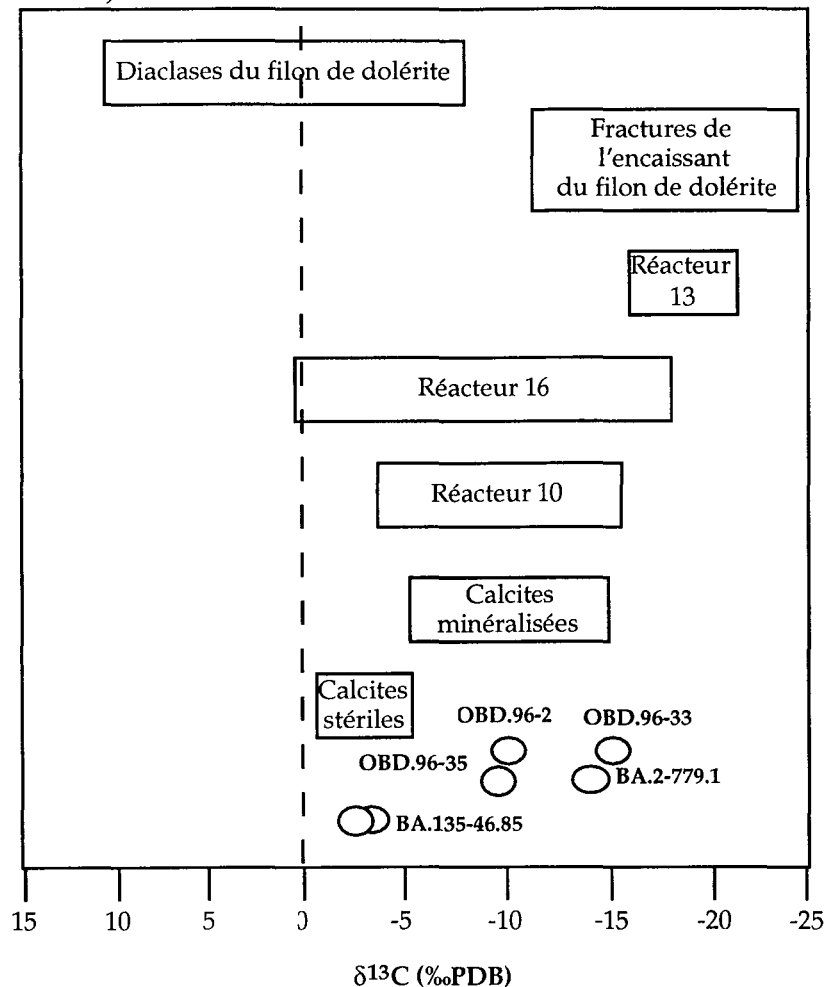 Diaclases du filon de dolérite
Fractures de
l'encaissant
du filon de dolérite
Réacteur
13
Réacteur 16
Réacteur 10
Calcites
minéralisées
Calcites
stériles
OBD.96-2
OBD.96-33
OBD.96-35
BA.2-779.1
BA.135-46.85
15 10 5 0 -5 -10 -15 -20 -25
δ13C (‰PDB)